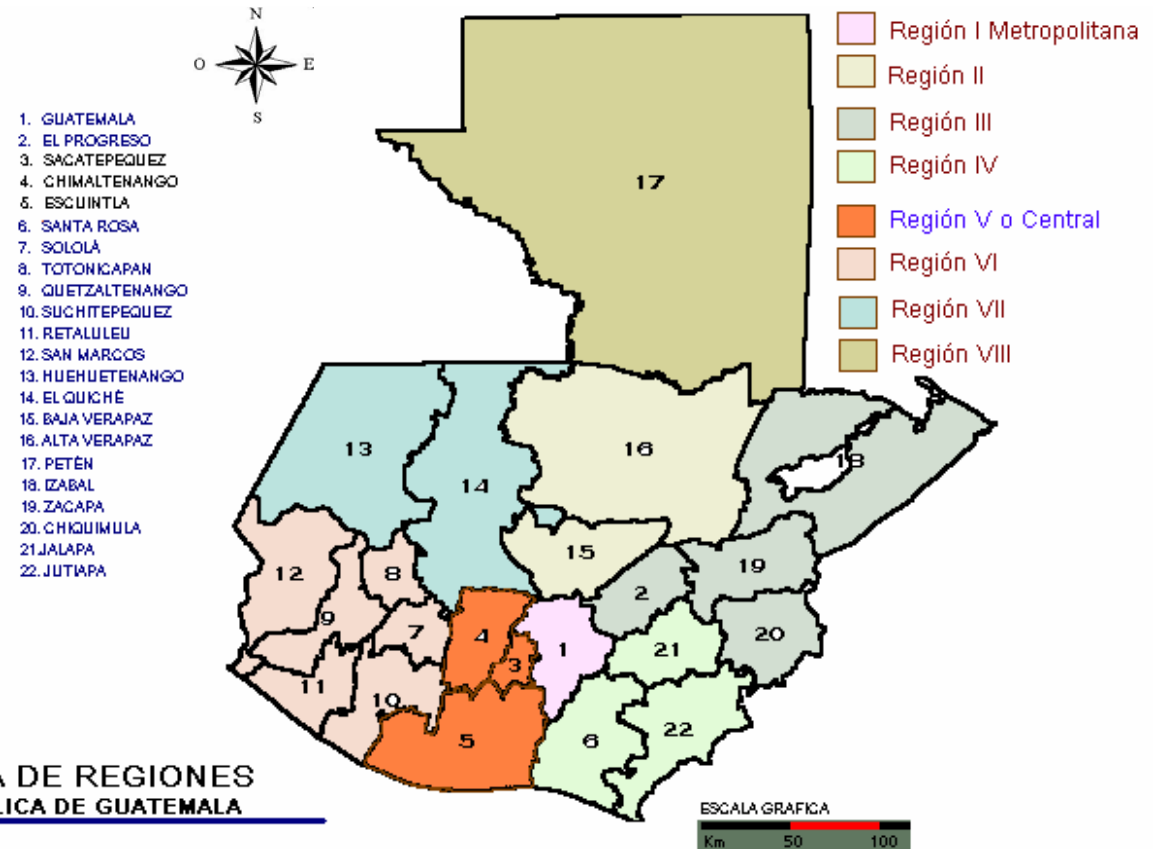 N
O
E
S
1. GUATEMALA
2. EL PROGRESO
3. SACATEPEQUEZ
4. CHIMALTENANGO
5. ESCUINTLA
6. SANTA ROSA
7. SOLOLÁ
8. TOTONICAPAN
9. QUETZALTENANGO
10. SUCHITEPEQUEZ
11. RETALULEU
12. SAN MARCOS
13. HUEHUETENANGO
14. EL QUICHÉ
15. BAJA VERAPAZ
16. ALTA VERAPAZ
17. PETÉN
18. IZABAL
19. ZACAPA
20. CHIQUIMULA
21 JALAPA
22. JUTIAPA
Región I Metropolitana
Región II
Región III
Región IV
Región V o Central
Región VI
Región VII
Región VIII
17
13
16
18
14
15
12
8
2
19
9
7
4
1
21
20
3
11
10
5
6
22
A DE REGIONES
LICA DE GUATEMALA
ESCALA GRAFICA
Km 50 100